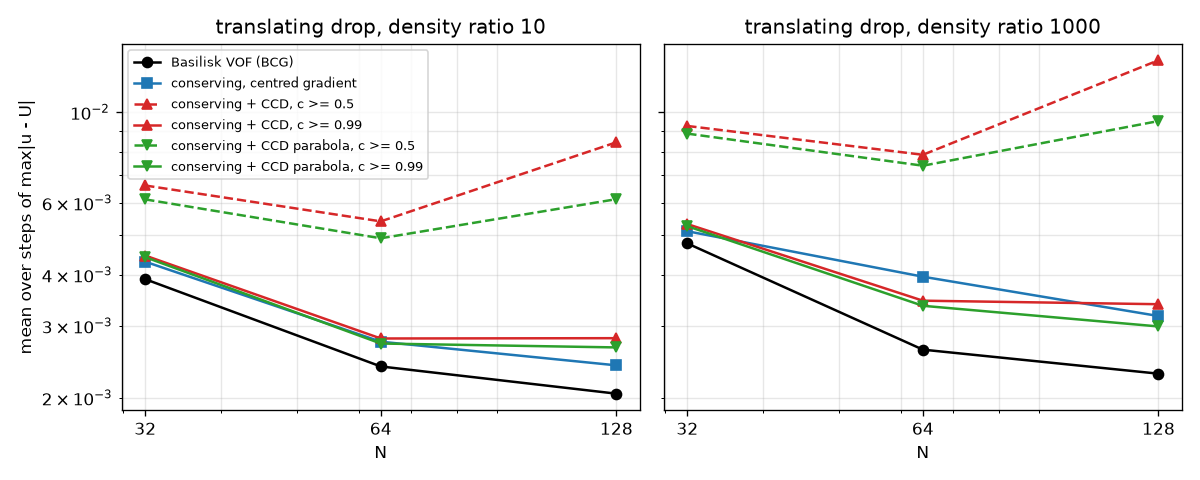 translating drop, density ratio 10
translating drop, density ratio 1000
mean over steps of max|u - U|
10⁻²
6 × 10⁻³
4 × 10⁻³
3 × 10⁻³
2 × 10⁻³
Basilisk VOF (BCG)
conserving, centred gradient
conserving + CCD, c >= 0.5
conserving + CCD, c >= 0.99
conserving + CCD parabola, c >= 0.5
conserving + CCD parabola, c >= 0.99
32 64 128
N
32 64 128
N